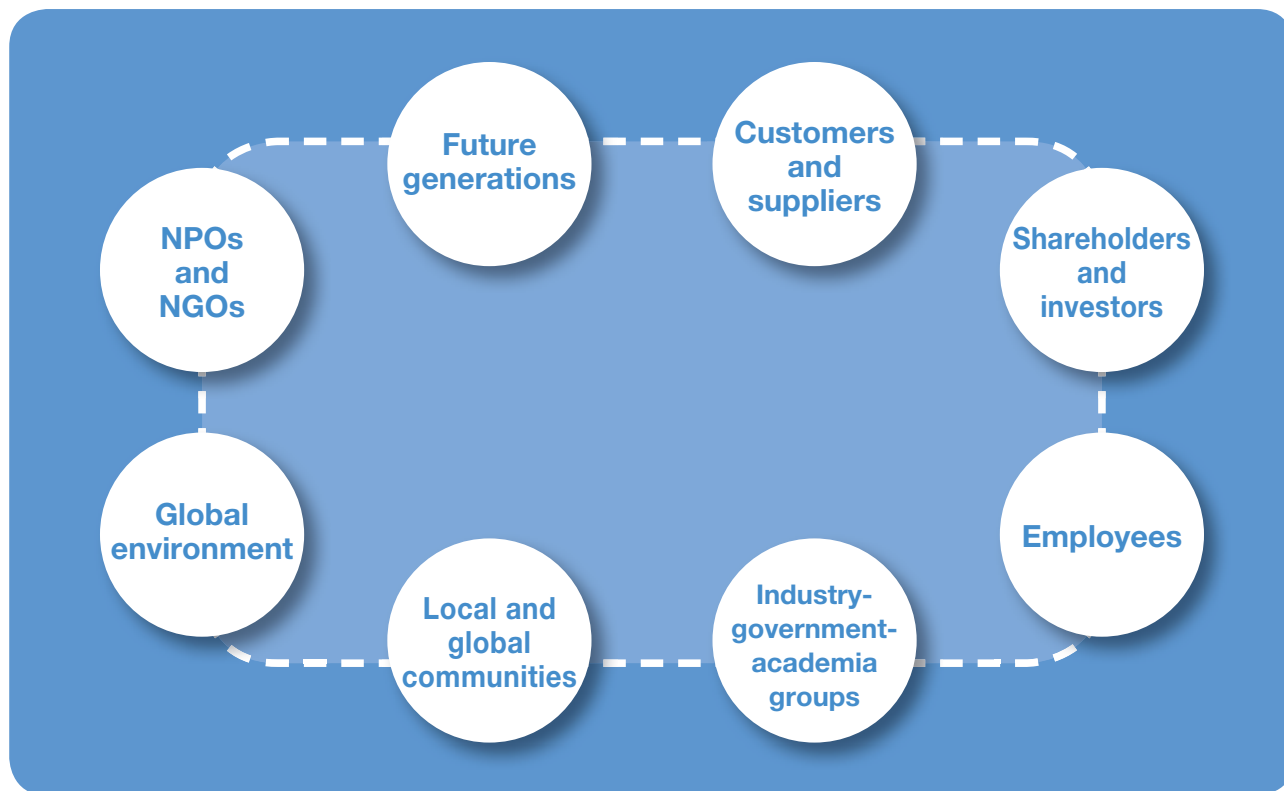 Future
generations
Customers
and
suppliers
NPOs
and
NGOs
Shareholders
and
investors
Global
environment
Employees
Local and
global
communities
Industry-
government-
academia
groups